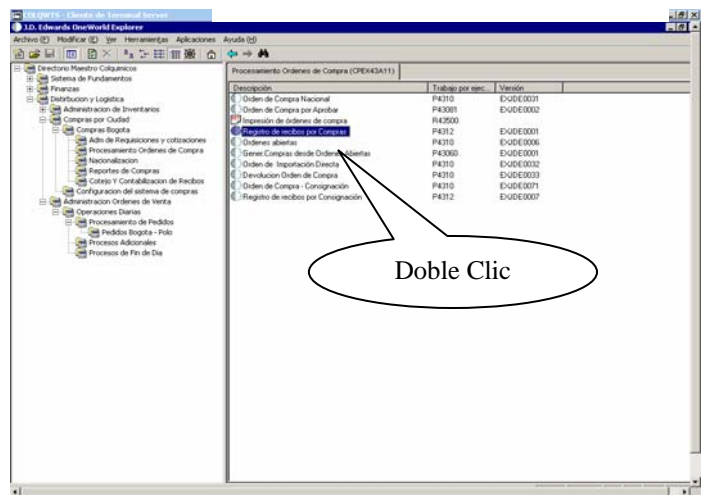 COLQWTS - Cliente de Terminal Server
J.D. Edwards OneWorld Explorer
Archivo (F) Modificar (E) Ver Herramientas Aplicaciones Ayuda (H)
Directorio Maestro Colquimicos
Sistema de Fundamentos
Finanzas
Distribucion y Logistica
Administracion de Inventarios
Compras por Ciudad
Compras Bogota
Adm de Requisiciones y cotizaciones
Procesamiento Ordenes de Compra
Nacionalizacion
Reportes de Compras
Cotejo Y Contabilizacion de Recibos
Configuracion del sistema de compras
Administracion Ordenes de Venta
Operaciones Diarias
Procesamiento de Pedidos
Pedidos Bogota - Polo
Procesos Adicionales
Procesos de Fin de Dia
Procesamiento Ordenes de Compra (CPEX43A11)
Descripción Trabajo por ejec... Versión
Orden de Compra Nacional P4310 EXJDE0031
Orden de Compra por Aprobar P43081 EXJDE0002
Impresión de órdenes de compra R43500
Registro de recibos por Compras P4312 EXJDE0001
Ordenes abiertas P4310 EXJDE0006
Gener.Compras desde Ordenes Abiertas P43060 EXJDE0001
Orden de Importación Directa P4310 EXJDE0032
Devolucion Orden de Compra P4310 EXJDE0033
Orden de Compra - Consignación P4310 EXJDE0071
Registro de recibos por Consignación P4312 EXJDE0007
Doble Clic